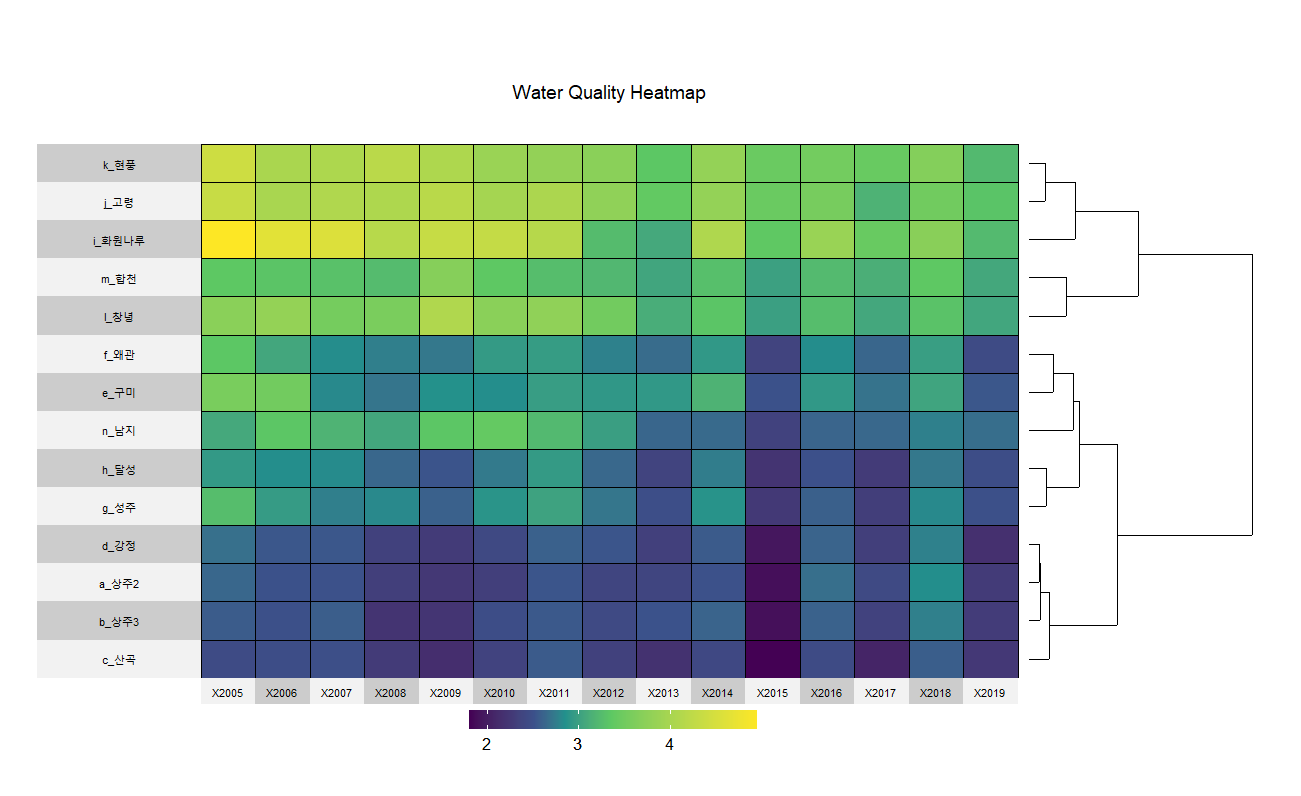 Water Quality Heatmap
k_현풍
j_고령
i_화원나루
m_합천
l_창녕
f_왜관
e_구미
n_남지
h_달성
g_성주
d_강정
a_상주2
b_상주3
c_산곡
X2005 X2006 X2007 X2008 X2009 X2010 X2011 X2012 X2013 X2014 X2015 X2016 X2017 X2018 X2019
2 3 4